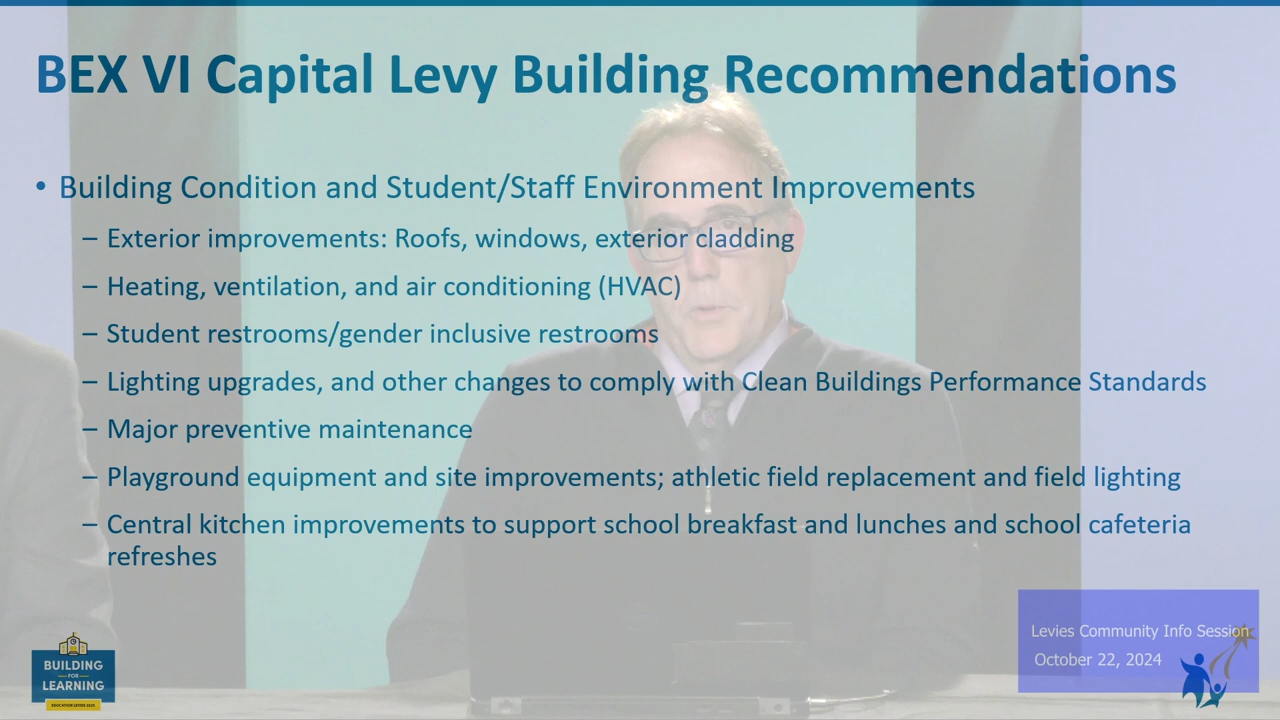 BEX VI Capital Levy Building Recommendations
• Building Condition and Student/Staff Environment Improvements
– Exterior improvements: Roofs, windows, exterior cladding
– Heating, ventilation, and air conditioning (HVAC)
– Student restrooms/gender inclusive restrooms
– Lighting upgrades, and other changes to comply with Clean Buildings Performance Standards
– Major preventive maintenance
– Playground equipment and site improvements; athletic field replacement and field lighting
– Central kitchen improvements to support school breakfast and lunches and school cafeteria
refreshes
Levies Community Info Session
October 22, 2024
BUILDING
FOR
LEARNING
EDUCATION LEVIES 2025